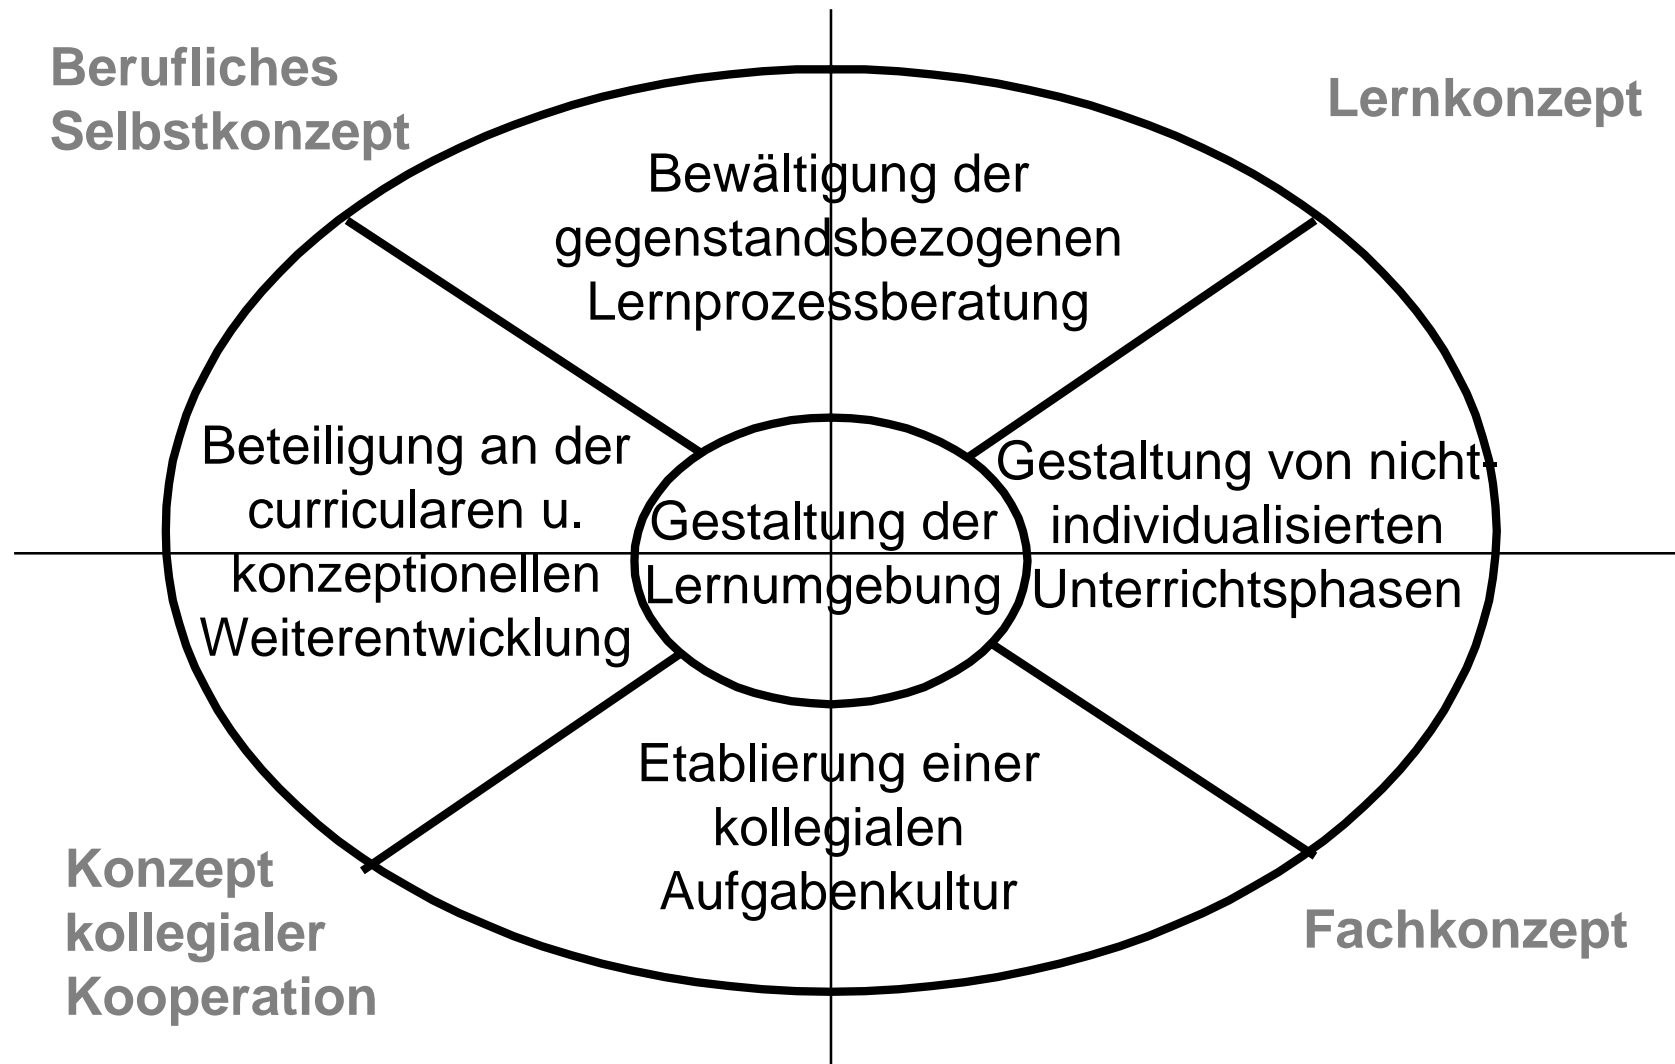 Berufliches
Selbstkonzept
Lernkonzept
Bewältigung der
gegenstandsbezogenen
Lernprozessberatung
Beteiligung an der
curricularen u.
konzeptionellen
Weiterentwicklung
Gestaltung der
Lernumgebung
Gestaltung von nicht-
individualisierten
Unterrichtsphasen
Etablierung einer
kollegialen
Aufgabenkultur
Konzept
kollegialer
Kooperation
Fachkonzept